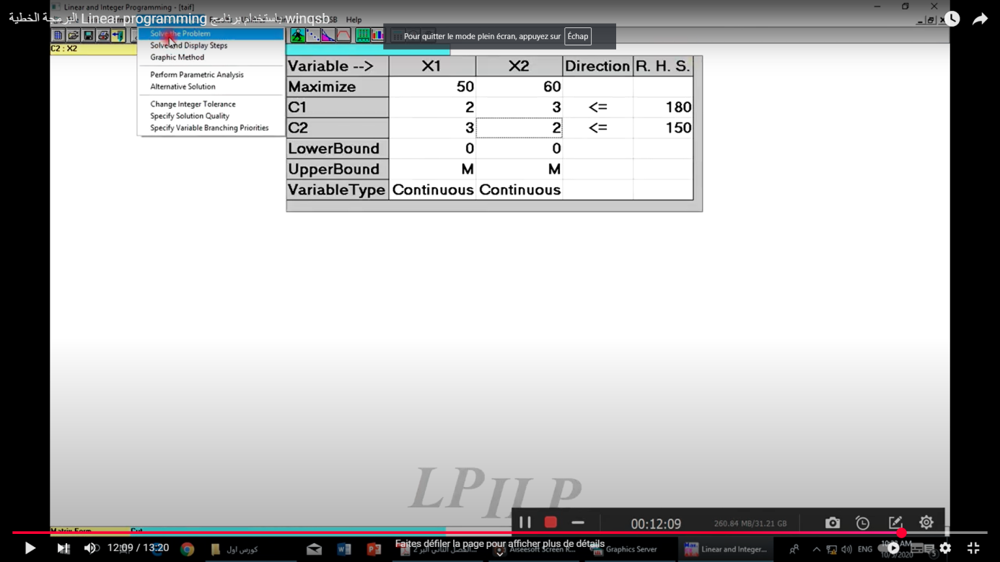 Linear and Integer Programming - [taif]
البرمجة الخطية Linear programming باستخدام برنامج winqsb
Help
Pour quitter le mode plein écran, appuyez sur Échap
C2 : X2
Solve the Problem
Solve and Display Steps
Graphic Method
Perform Parametric Analysis
Alternative Solution
Change Integer Tolerance
Specify Solution Quality
Specify Variable Branching Priorities
Variable --> X1 X2 Direction R. H. S.
Maximize 50 60
C1 2 3 <= 180
C2 3 2 <= 150
LowerBound 0 0
UpperBound M M
VariableType Continuous Continuous
LP-ILP
00:12:09 260.84 MB/31.21 GB
Matrix Form Cut
Faites défiler la page pour afficher plus de détails
12:09 / 13:20
كورس اول
Aiseesoft Screen R...
Graphics Server
Linear and Integer...
ENG
10/3/2020
5